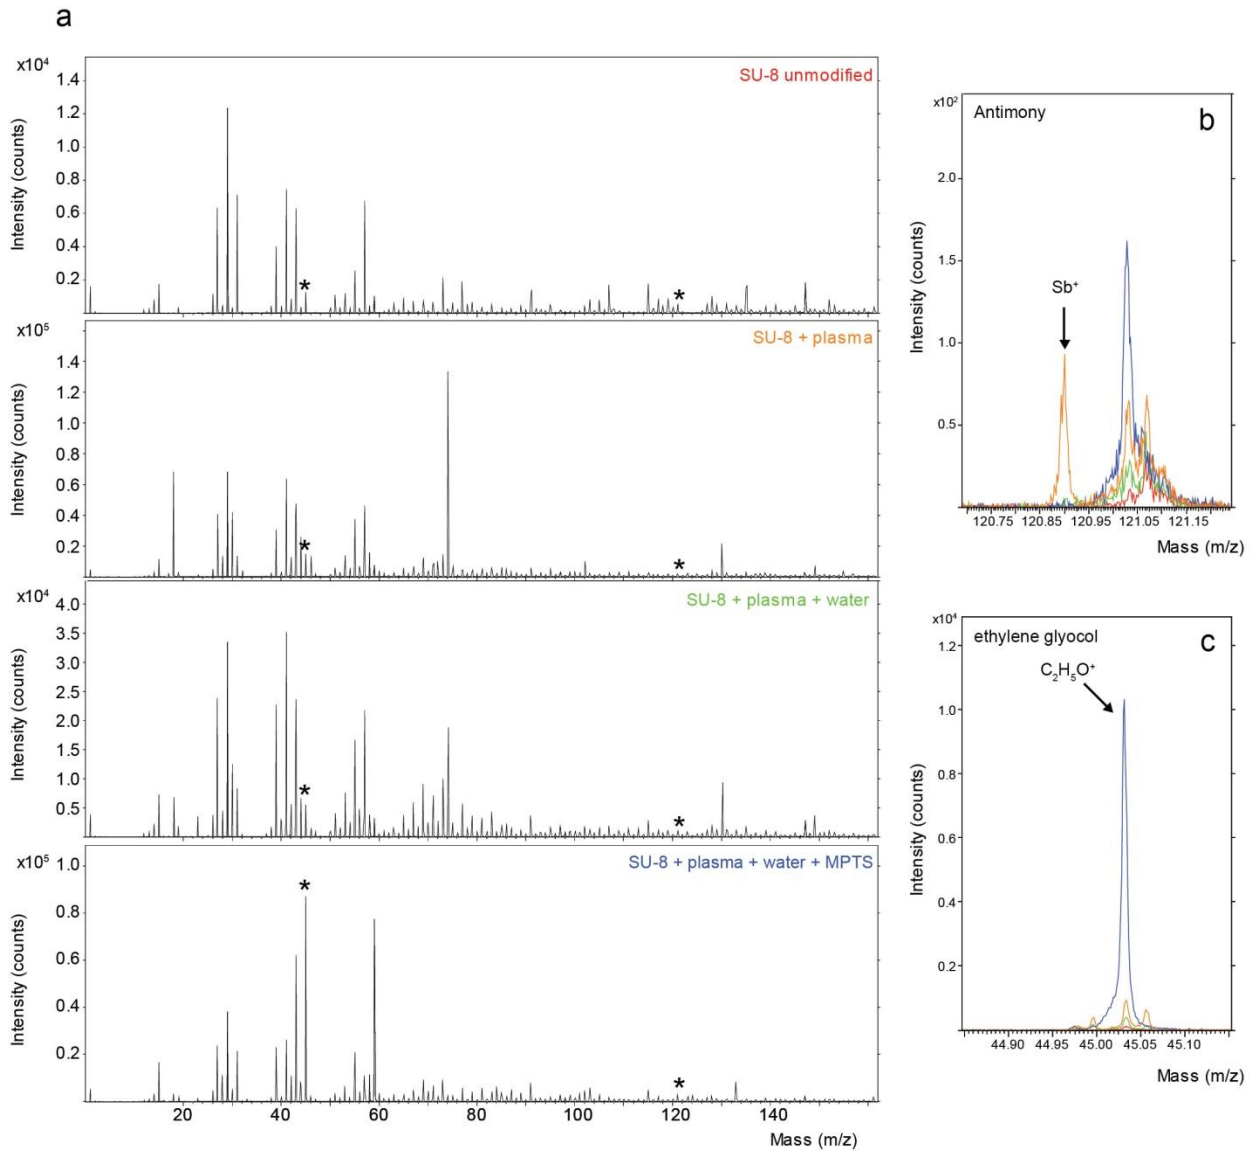 a
x10⁴
SU-8 unmodified
1.4
1.2
1.0
0.8
0.6
0.4
0.2
Intensity (counts)
*
*
x10⁵
SU-8 + plasma
1.4
1.2
1.0
0.8
0.6
0.4
0.2
Intensity (counts)
*
*
x10⁴
SU-8 + plasma + water
4.0
3.5
3.0
2.5
2.0
1.5
1.0
0.5
Intensity (counts)
*
*
x10⁵
SU-8 + plasma + water + MPTS
1.0
0.8
0.6
0.4
0.2
Intensity (counts)
*
*
20 40 60 80 100 120 140
Mass (m/z)
x10²
Antimony
b
2.0
1.5
1.0
0.5
Intensity (counts)
Sb⁺
120.75 120.85 120.95 121.05 121.15
Mass (m/z)
x10⁴
ethylene glyocol
c
1.2
1.0
0.8
0.6
0.4
0.2
Intensity (counts)
C₂H₅O⁺
44.90 44.95 45.00 45.05 45.10
Mass (m/z)